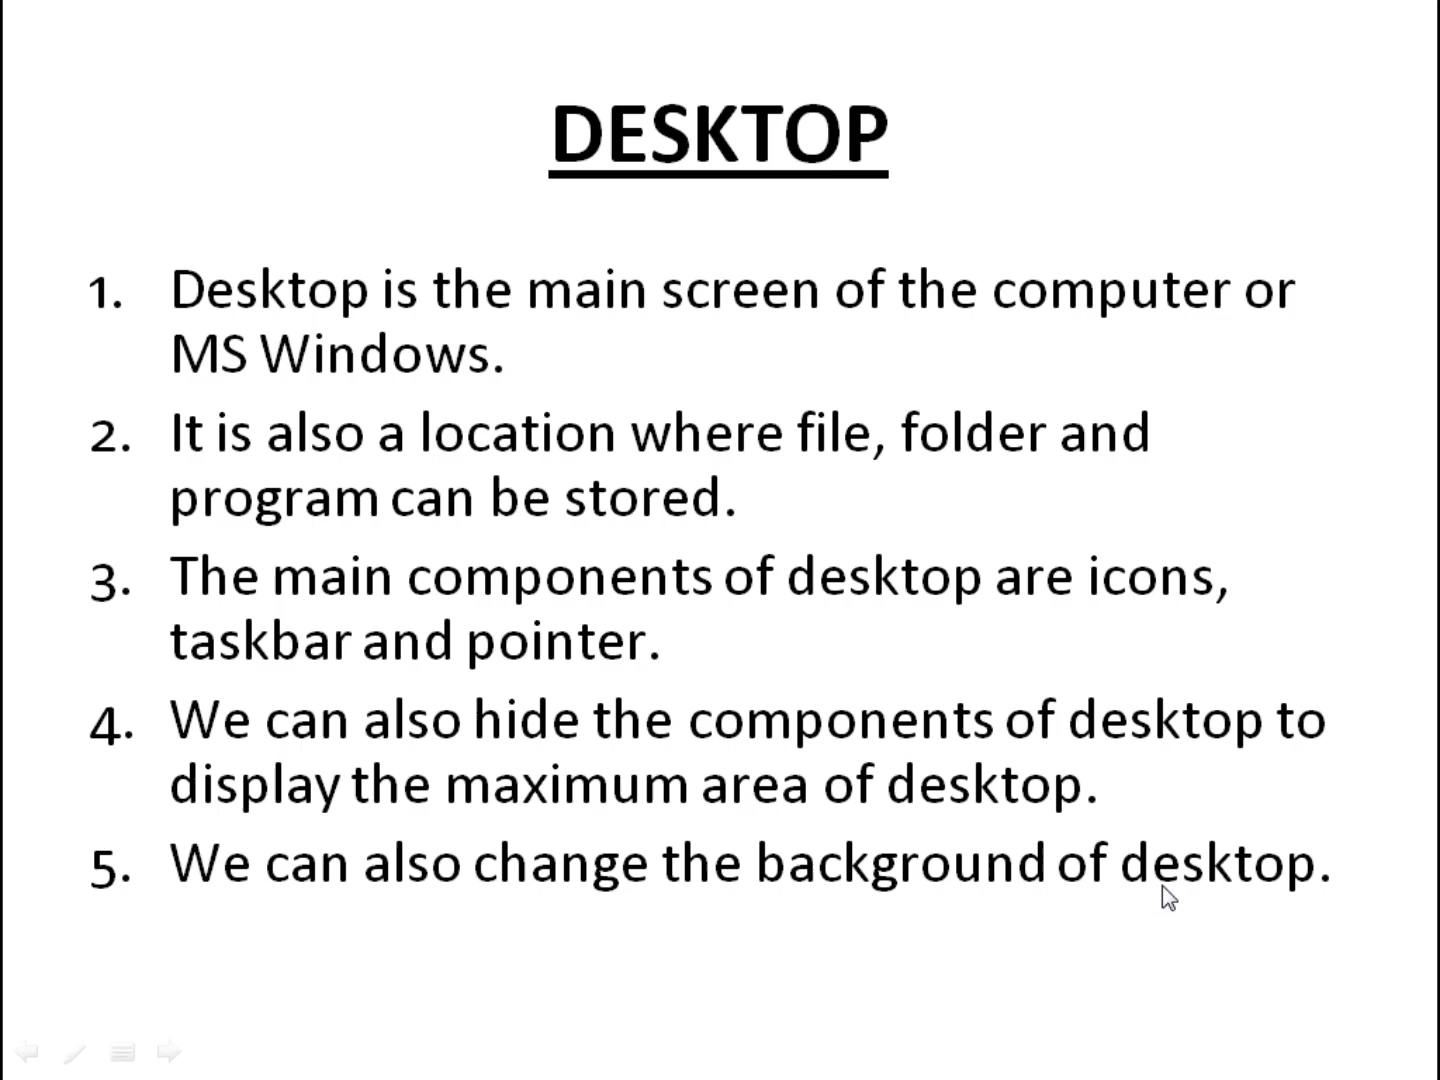 DESKTOP
1. Desktop is the main screen of the computer or
MS Windows.
2. It is also a location where file, folder and
program can be stored.
3. The main components of desktop are icons,
taskbar and pointer.
4. We can also hide the components of desktop to
display the maximum area of desktop.
5. We can also change the background of desktop.